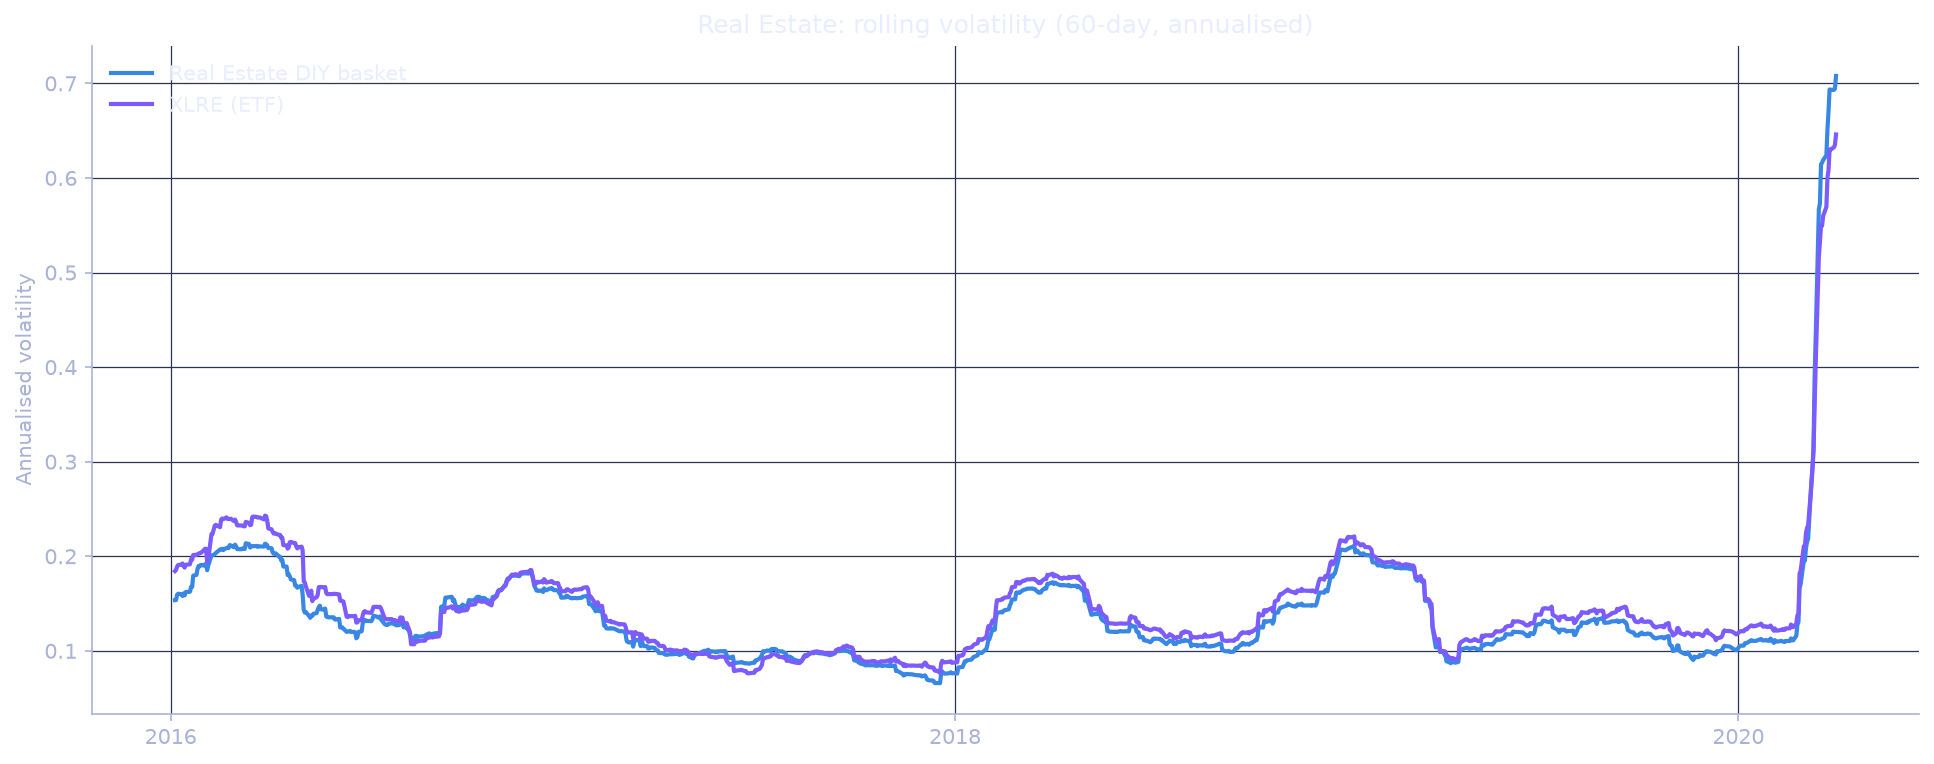 Real Estate: rolling volatility (60-day, annualised)
Real Estate DIY basket
XLRE (ETF)
Annualised volatility
0.7
0.6
0.5
0.4
0.3
0.2
0.1
2016
2018
2020